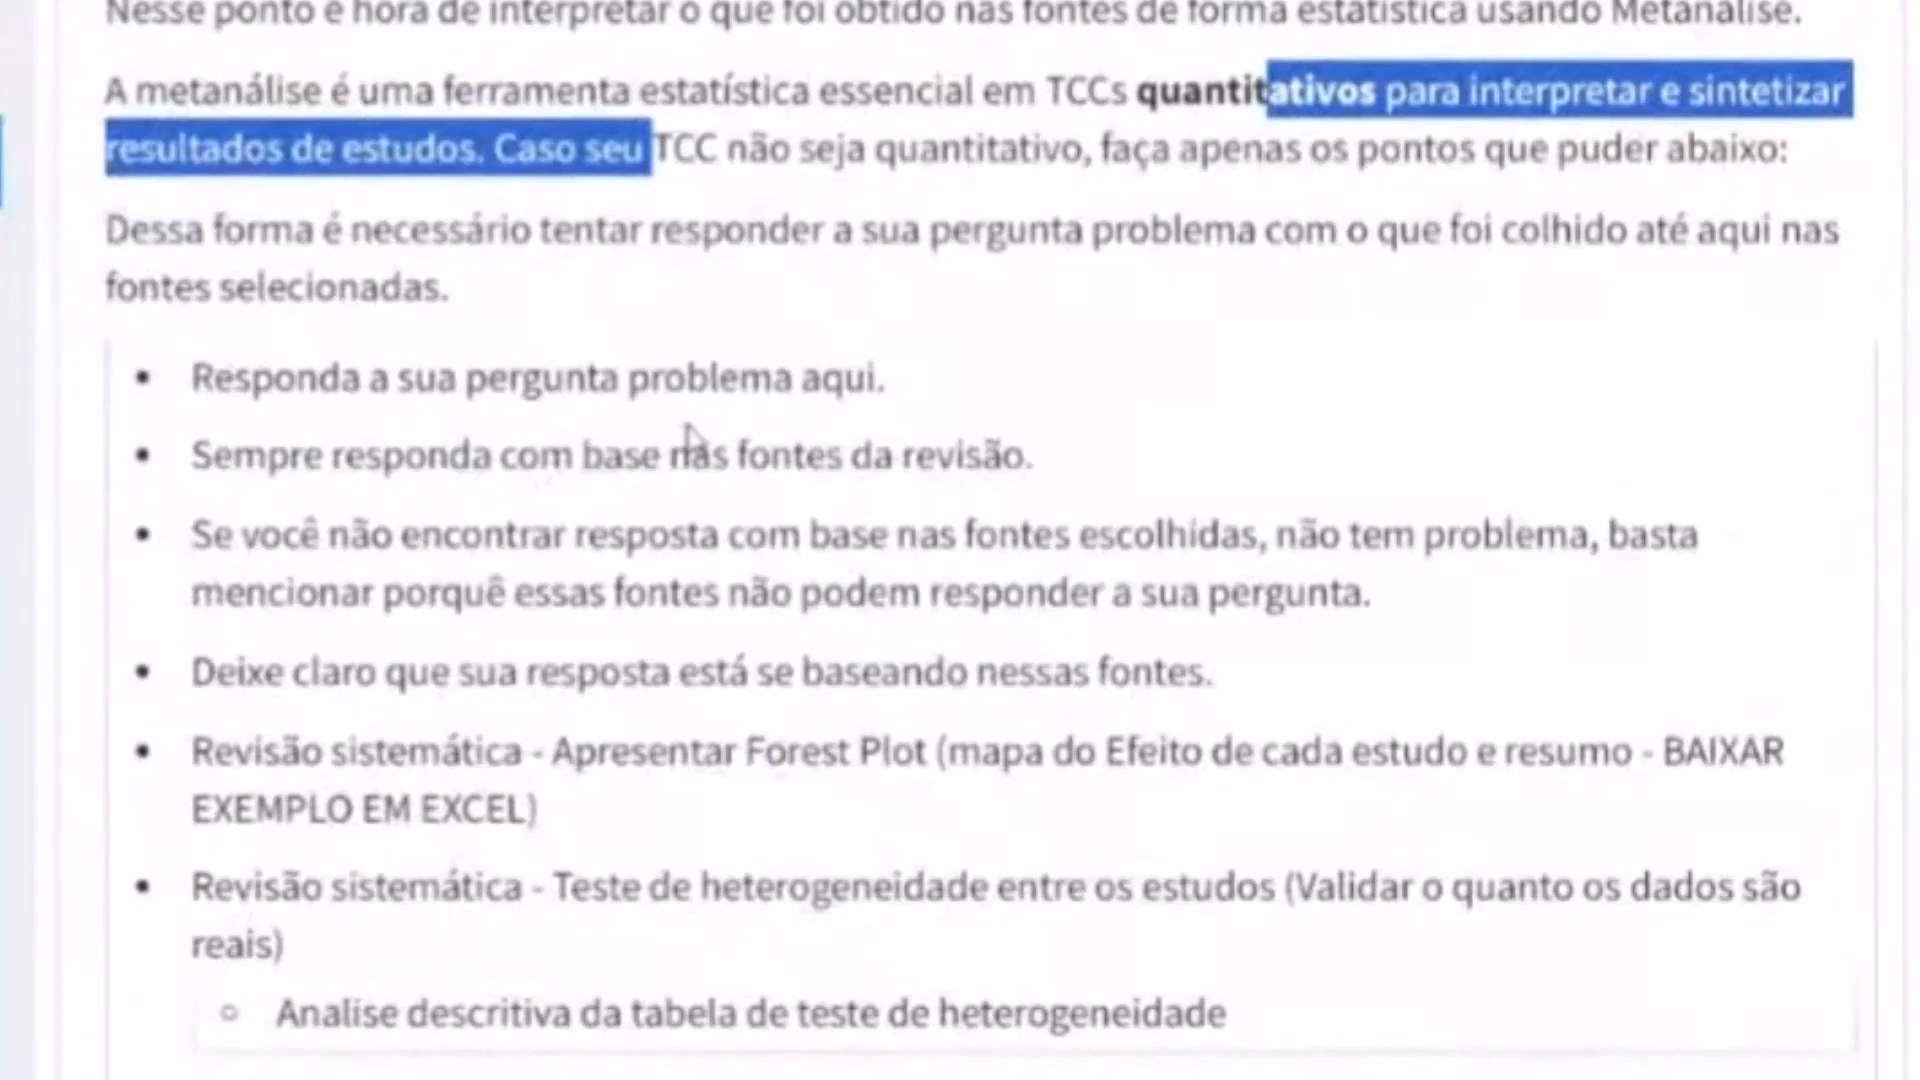 Nesse ponto é hora de interpretar o que foi obtido nas fontes de forma estatística usando Metanálise.
A metanálise é uma ferramenta estatística essencial em TCCs quantitativos para interpretar e sintetizar
resultados de estudos. Caso seu TCC não seja quantitativo, faça apenas os pontos que puder abaixo:
Dessa forma é necessário tentar responder a sua pergunta problema com o que foi colhido até aqui nas
fontes selecionadas.
• Responda a sua pergunta problema aqui.
• Sempre responda com base nas fontes da revisão.
• Se você não encontrar resposta com base nas fontes escolhidas, não tem problema, basta
mencionar porquê essas fontes não podem responder a sua pergunta.
• Deixe claro que sua resposta está se baseando nessas fontes.
• Revisão sistemática - Apresentar Forest Plot (mapa do Efeito de cada estudo e resumo - BAIXAR
EXEMPLO EM EXCEL)
• Revisão sistemática - Teste de heterogeneidade entre os estudos (Validar o quanto os dados são
reais)
○ Analise descritiva da tabela de teste de heterogeneidade